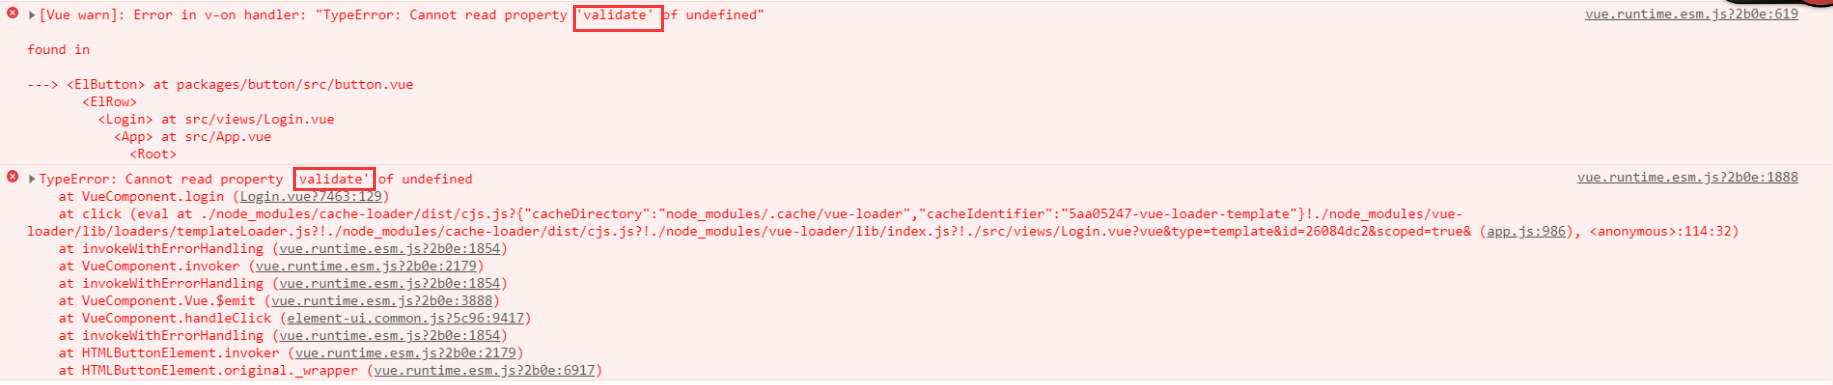 [Vue warn]: Error in v-on handler: "TypeError: Cannot read property 'validate' of undefined" vue.runtime.esm.js?2b0e:619
found in
---> <ElButton> at packages/button/src/button.vue
<ElRow>
<Login> at src/views/Login.vue
<App> at src/App.vue
<Root>
TypeError: Cannot read property 'validate' of undefined vue.runtime.esm.js?2b0e:1888
at VueComponent.login (Login.vue?7463:129)
at click (eval at ./node_modules/cache-loader/dist/cjs.js?{"cacheDirectory":"node_modules/.cache/vue-loader","cacheIdentifier":"5aa05247-vue-loader-template"}!./node_modules/vue-
loader/lib/loaders/templateLoader.js?!./node_modules/cache-loader/dist/cjs.js?!./node_modules/vue-loader/lib/index.js?!./src/views/Login.vue?vue&type=template&id=26084dc2&scoped=true& (app.js:986), <anonymous>:114:32)
at invokeWithErrorHandling (vue.runtime.esm.js?2b0e:1854)
at VueComponent.invoker (vue.runtime.esm.js?2b0e:2179)
at invokeWithErrorHandling (vue.runtime.esm.js?2b0e:1854)
at VueComponent.Vue.$emit (vue.runtime.esm.js?2b0e:3888)
at VueComponent.handleClick (element-ui.common.js?5c96:9417)
at invokeWithErrorHandling (vue.runtime.esm.js?2b0e:1854)
at HTMLButtonElement.invoker (vue.runtime.esm.js?2b0e:2179)
at HTMLButtonElement.original._wrapper (vue.runtime.esm.js?2b0e:6917)